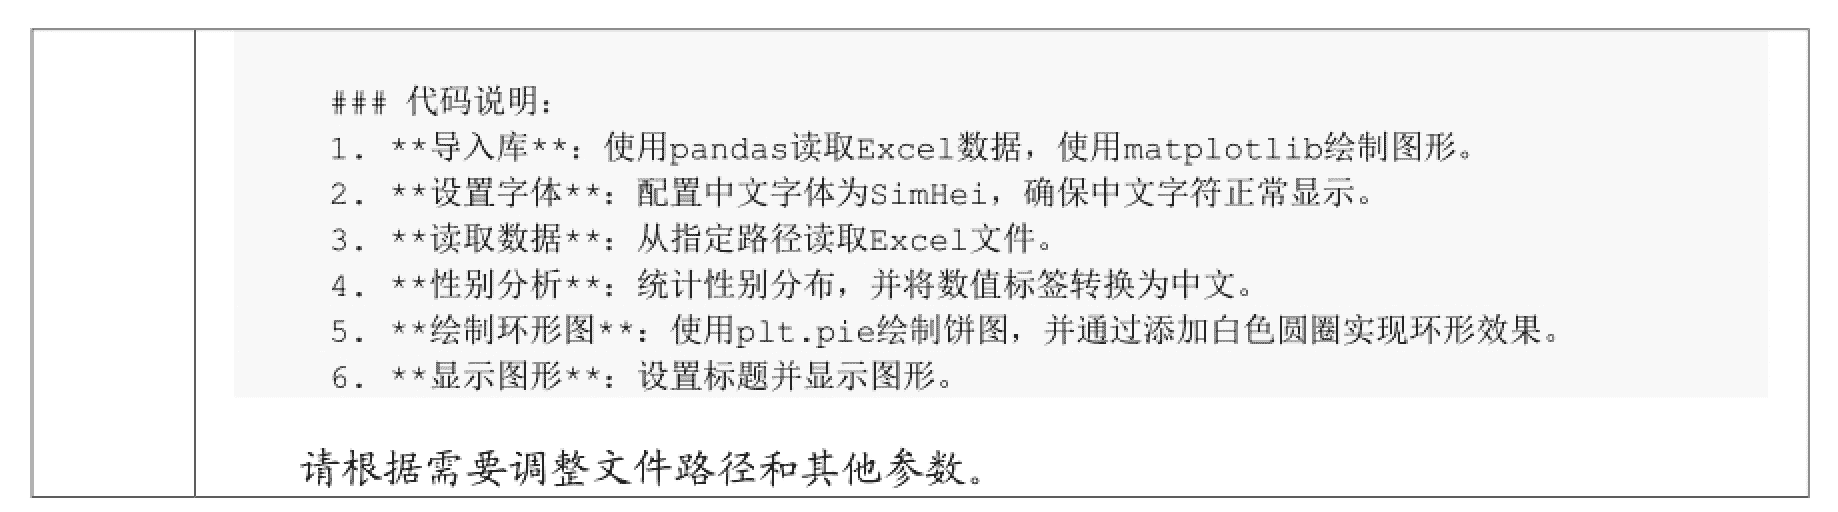 ### 代码说明：
1. **导入库**：使用pandas读取Excel数据，使用matplotlib绘制图形。
2. **设置字体**：配置中文字体为SimHei，确保中文字符正常显示。
3. **读取数据**：从指定路径读取Excel文件。
4. **性别分析**：统计性别分布，并将数值标签转换为中文。
5. **绘制环形图**：使用plt.pie绘制饼图，并通过添加白色圆圈实现环形效果。
6. **显示图形**：设置标题并显示图形。
请根据需要调整文件路径和其他参数。